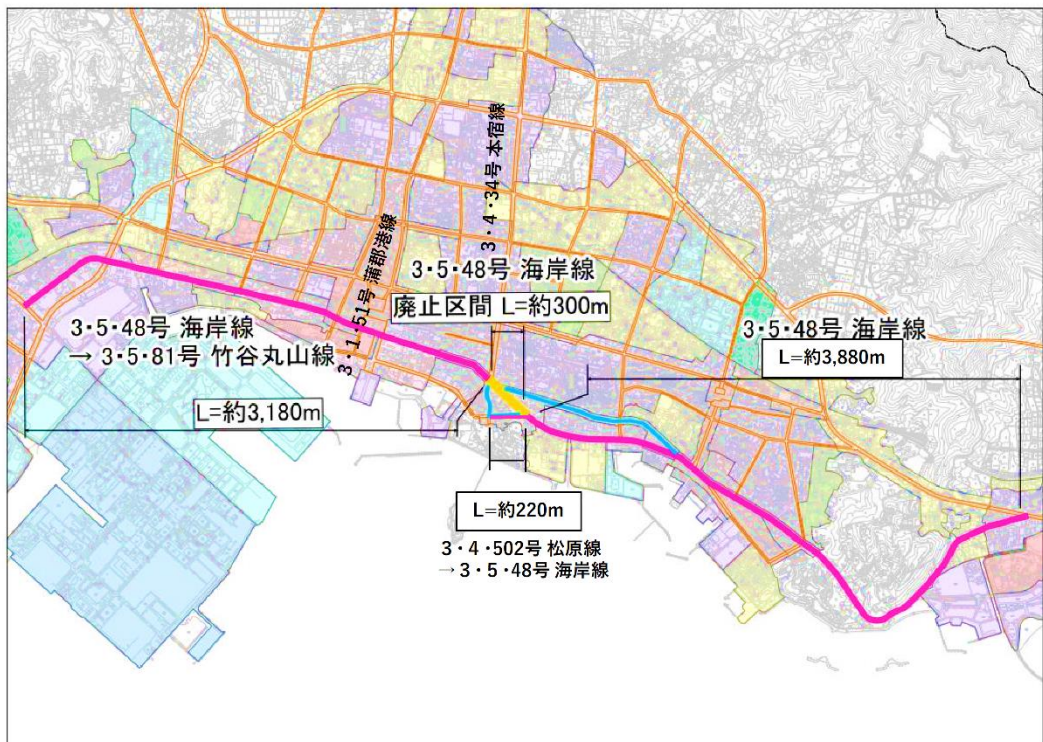 3・4・34号 本宿線
3・1・51号 蒲郡港線
3・5・48号 海岸線
廃止区間 L=約300m
3・5・48号 海岸線
→ 3・5・81号 竹谷丸山線
3・5・48号 海岸線
L=約3,880m
L=約3,180m
L=約220m
3・4・502号 松原線
→3・5・48号 海岸線